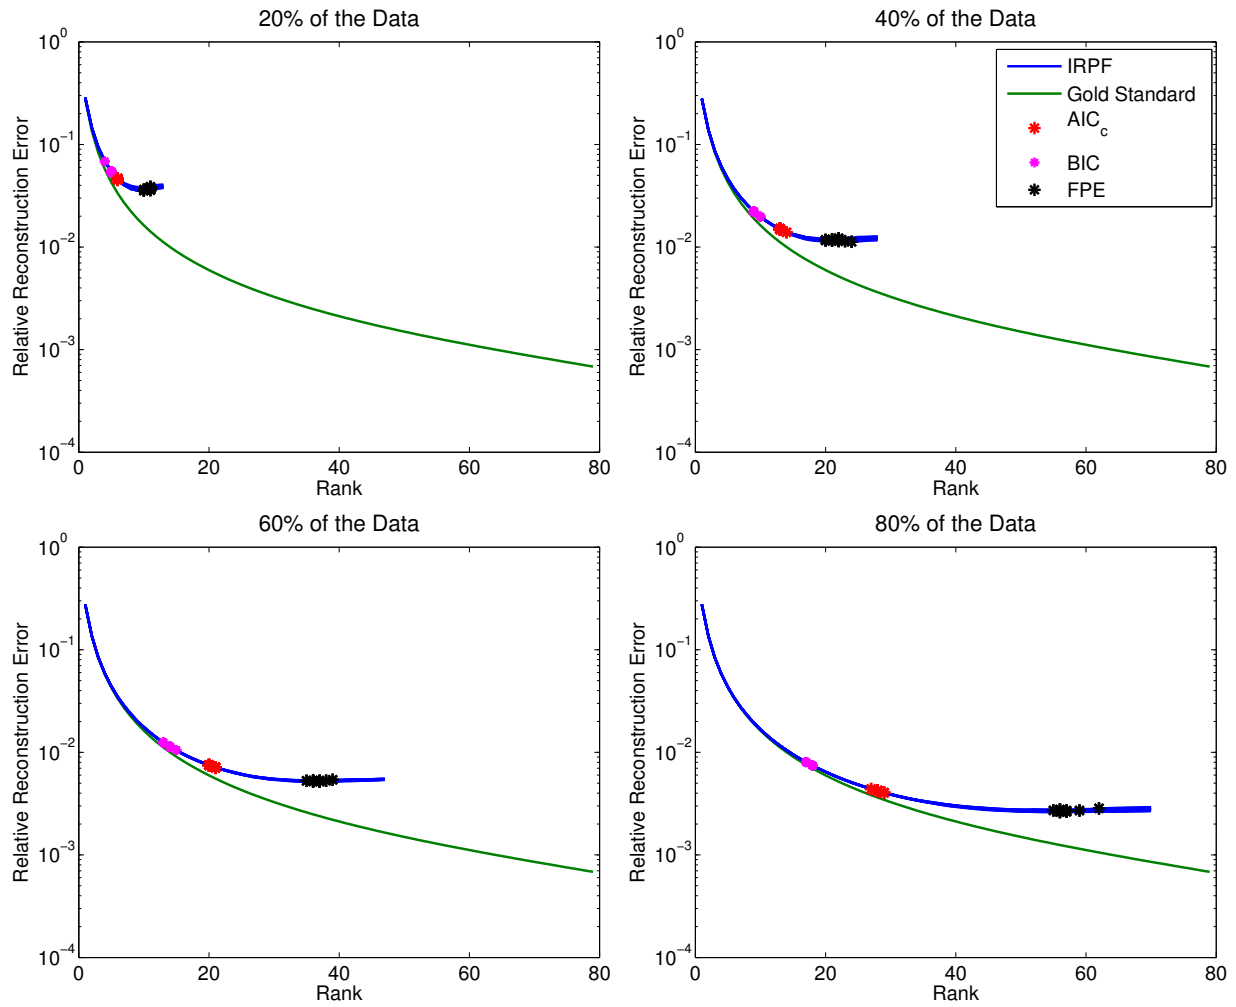 20% of the Data
10^0
10^-1
10^-2
10^-3
10^-4
0 20 40 60 80
Relative Reconstruction Error
Rank
40% of the Data
10^0
10^-1
10^-2
10^-3
10^-4
0 20 40 60 80
Relative Reconstruction Error
Rank
IRPF
Gold Standard
AIC_c
BIC
FPE
60% of the Data
10^0
10^-1
10^-2
10^-3
10^-4
0 20 40 60 80
Relative Reconstruction Error
Rank
80% of the Data
10^0
10^-1
10^-2
10^-3
10^-4
0 20 40 60 80
Relative Reconstruction Error
Rank